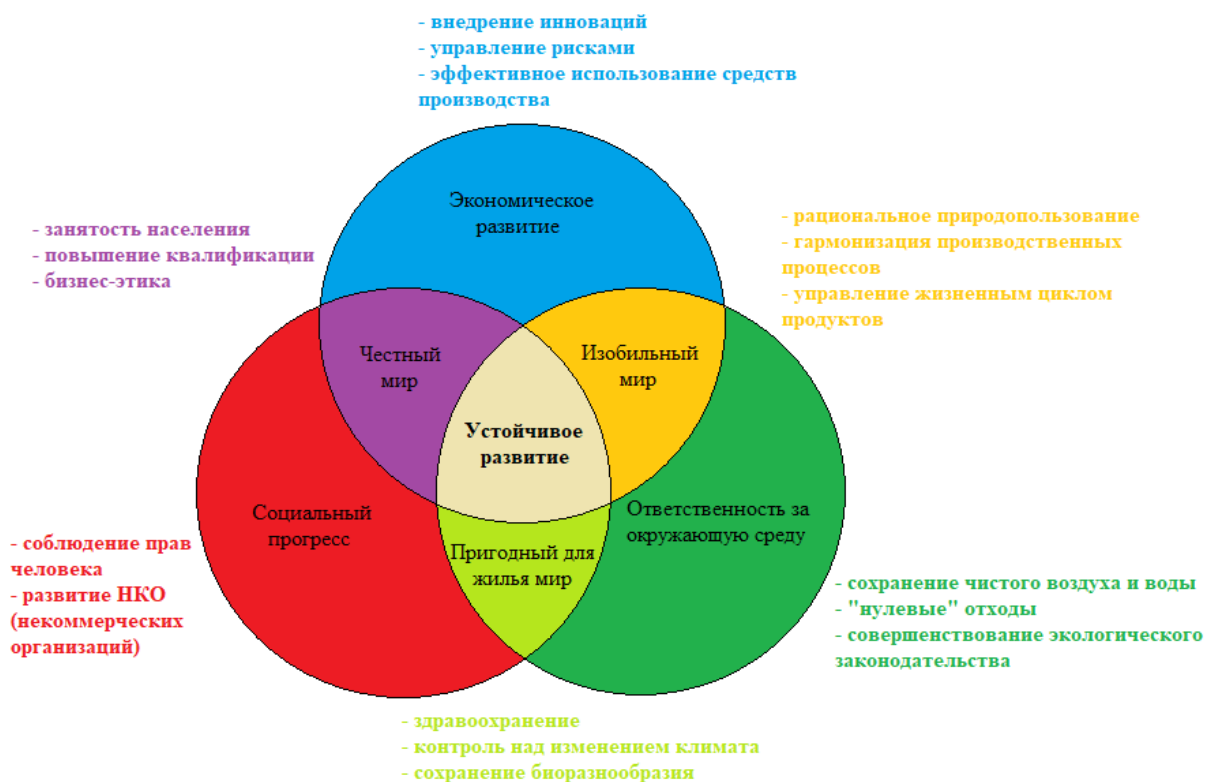 - внедрение инноваций
- управление рисками
- эффективное использование средств
производства
Экономическое
развитие
- занятость населения
- повышение квалификации
- бизнес-этика
- рациональное природопользование
- гармонизация производственных
процессов
- управление жизненным циклом
продуктов
Честный
мир
Изобильный
мир
Устойчивое
развитие
Социальный
прогресс
Ответственность за
окружающую среду
Пригодный для
жилья мир
- соблюдение прав
человека
- развитие НКО
(некоммерческих
организаций)
- сохранение чистого воздуха и воды
- "нулевые" отходы
- совершенствование экологического
законодательства
- здравоохранение
- контроль над изменением климата
- сохранение биоразнообразия